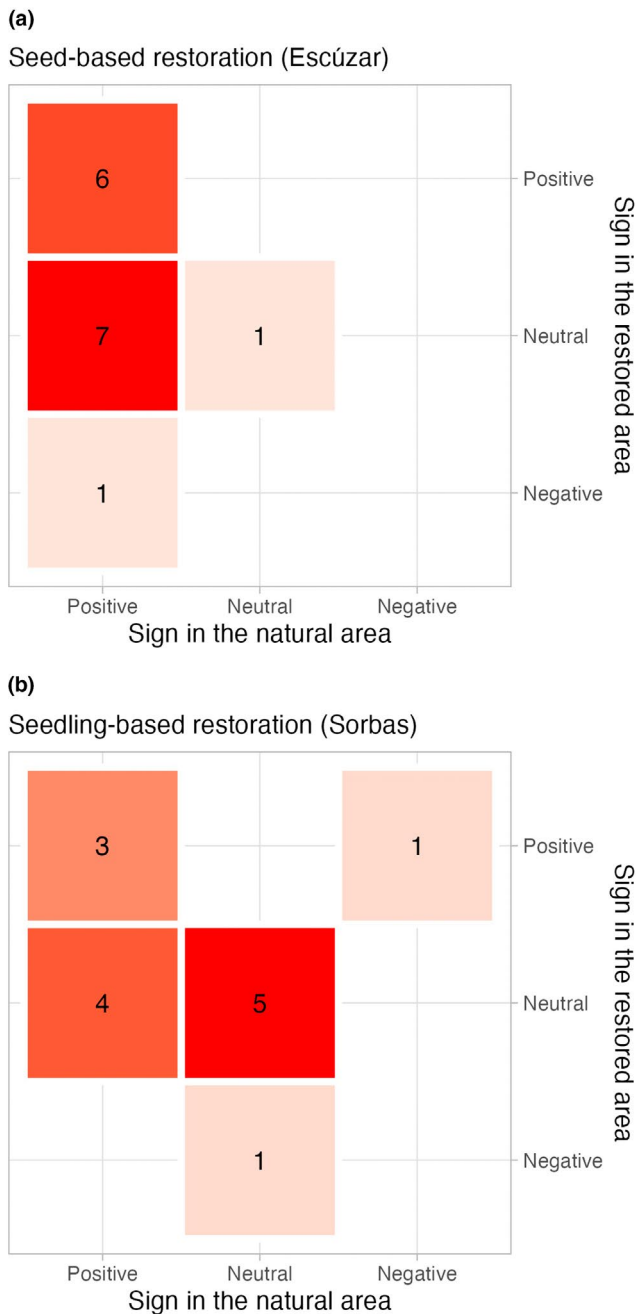 (a)
Seed-based restoration (Escúzar)
6
Positive
7
1
Neutral
1
Negative
Sign in the restored area
Positive
Neutral
Negative
Sign in the natural area
(b)
Seedling-based restoration (Sorbas)
3
1
Positive
4
5
Neutral
1
Negative
Sign in the restored area
Positive
Neutral
Negative
Sign in the natural area